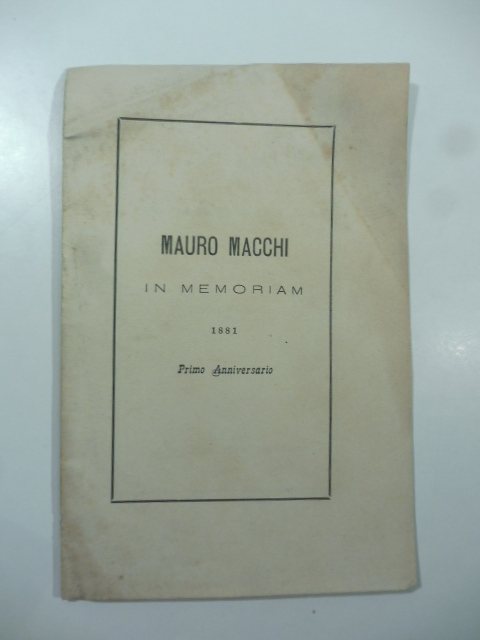 MAURO MACCHI
IN MEMORIAM
1881
Primo Anniversario